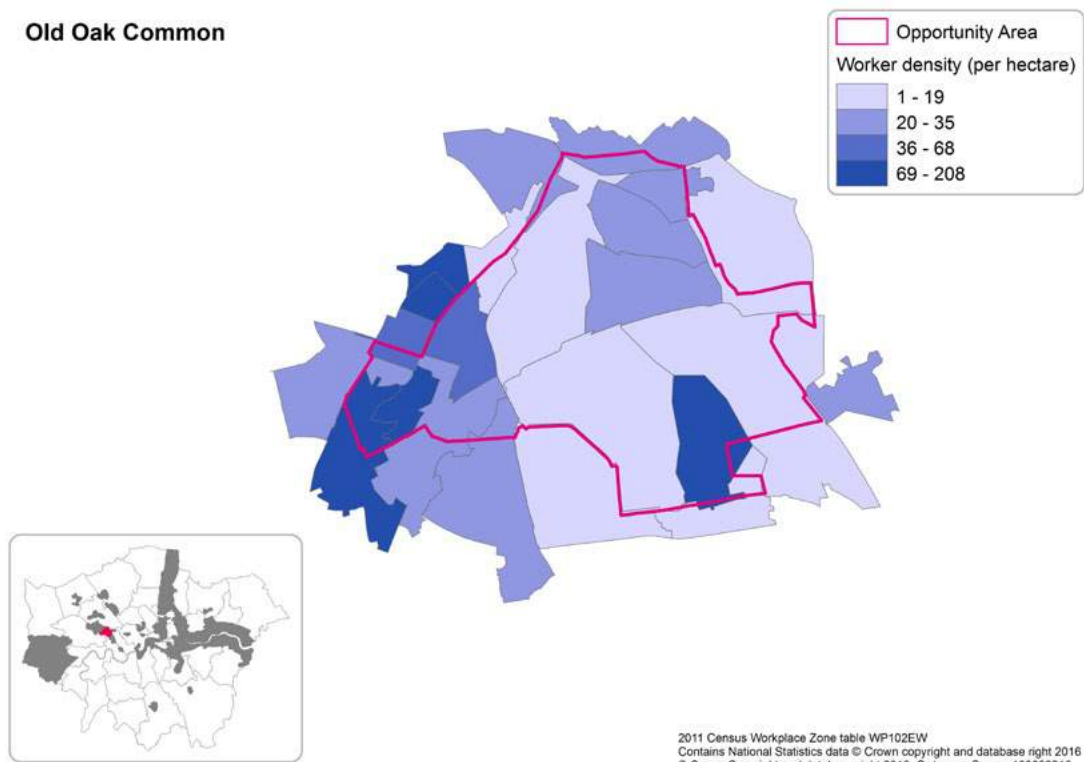 Old Oak Common
Opportunity Area
Worker density (per hectare)
1 - 19
20 - 35
36 - 68
69 - 208
2011 Census Workplace Zone table WP102EW
Contains National Statistics data © Crown copyright and database right 2016